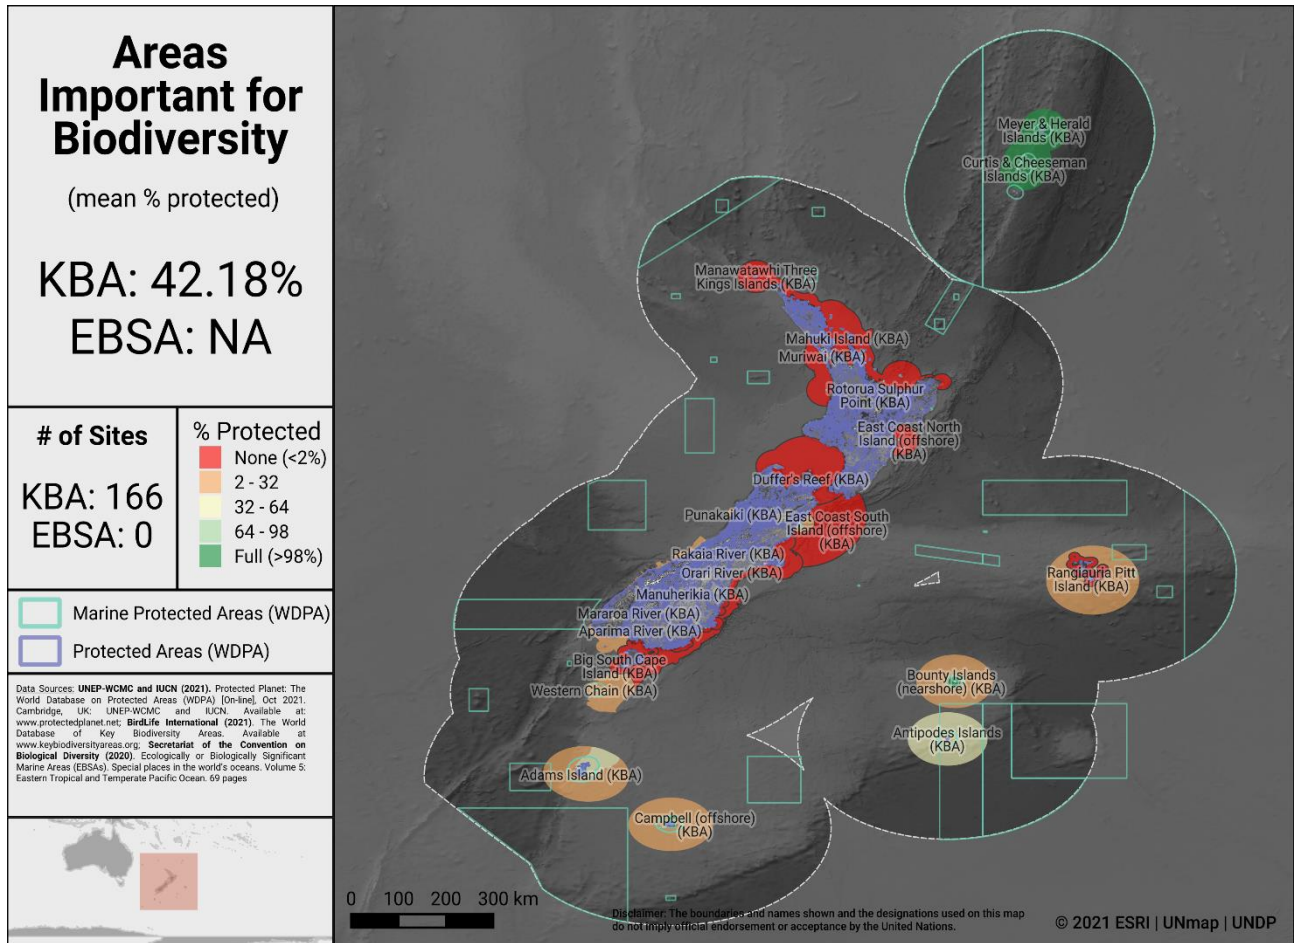 Areas
Important for
Biodiversity
(mean % protected)
KBA: 42.18%
EBSA: NA
# of Sites
KBA: 166
EBSA: 0
% Protected
None (<2%)
2 - 32
32 - 64
64 - 98
Full (>98%)
Marine Protected Areas (WDPA)
Protected Areas (WDPA)
Data Sources: UNEP-WCMC and IUCN (2021). Protected Planet: The
World Database on Protected Areas (WDPA) [On-line], Oct 2021.
Cambridge, UK: UNEP-WCMC and IUCN. Available at:
www.protectedplanet.net; BirdLife International (2021). The World
Database of Key Biodiversity Areas. Available at
www.keybiodiversityareas.org; Secretariat of the Convention on
Biological Diversity (2020). Ecologically or Biologically Significant
Marine Areas (EBSAs). Special places in the world's oceans. Volume 5:
Eastern Tropical and Temperate Pacific Ocean. 69 pages
Meyer & Herald
Islands (KBA)
Curtis & Cheeseman
Islands (KBA)
Manawatawhi Three
Kings Islands (KBA)
Mahuki Island (KBA)
Muriwai (KBA)
Rotorua Sulphur
Point (KBA)
East Coast North
Island (offshore)
(KBA)
Duffer's Reef (KBA)
Punakaiki (KBA)
East Coast South
Island (offshore)
(KBA)
Rakaia River (KBA)
Orari River (KBA)
Manuherikia (KBA)
Mararoa River (KBA)
Aparima River (KBA)
Big South Cape
Island (KBA)
Western Chain (KBA)
Rangiauria Pitt
Island (KBA)
Bounty Islands
(nearshore) (KBA)
Antipodes Islands
(KBA)
Adams Island (KBA)
Campbell (offshore)
(KBA)
0 100 200 300 km
Disclaimer: The boundaries and names shown and the designations used on this map
do not imply official endorsement or acceptance by the United Nations.
© 2021 ESRI | UNmap | UNDP